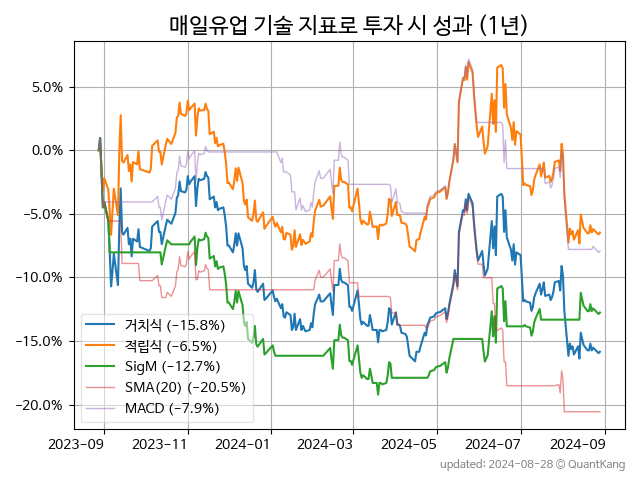 매일유업 기술 지표로 투자 시 성과 (1년)
5.0%
0.0%
−5.0%
−10.0%
−15.0%
−20.0%
거치식 (−15.8%)
적립식 (−6.5%)
SigM (−12.7%)
SMA(20) (−20.5%)
MACD (−7.9%)
2023-09 2023-11 2024-01 2024-03 2024-05 2024-07 2024-09
updated: 2024-08-28 © QuantKang